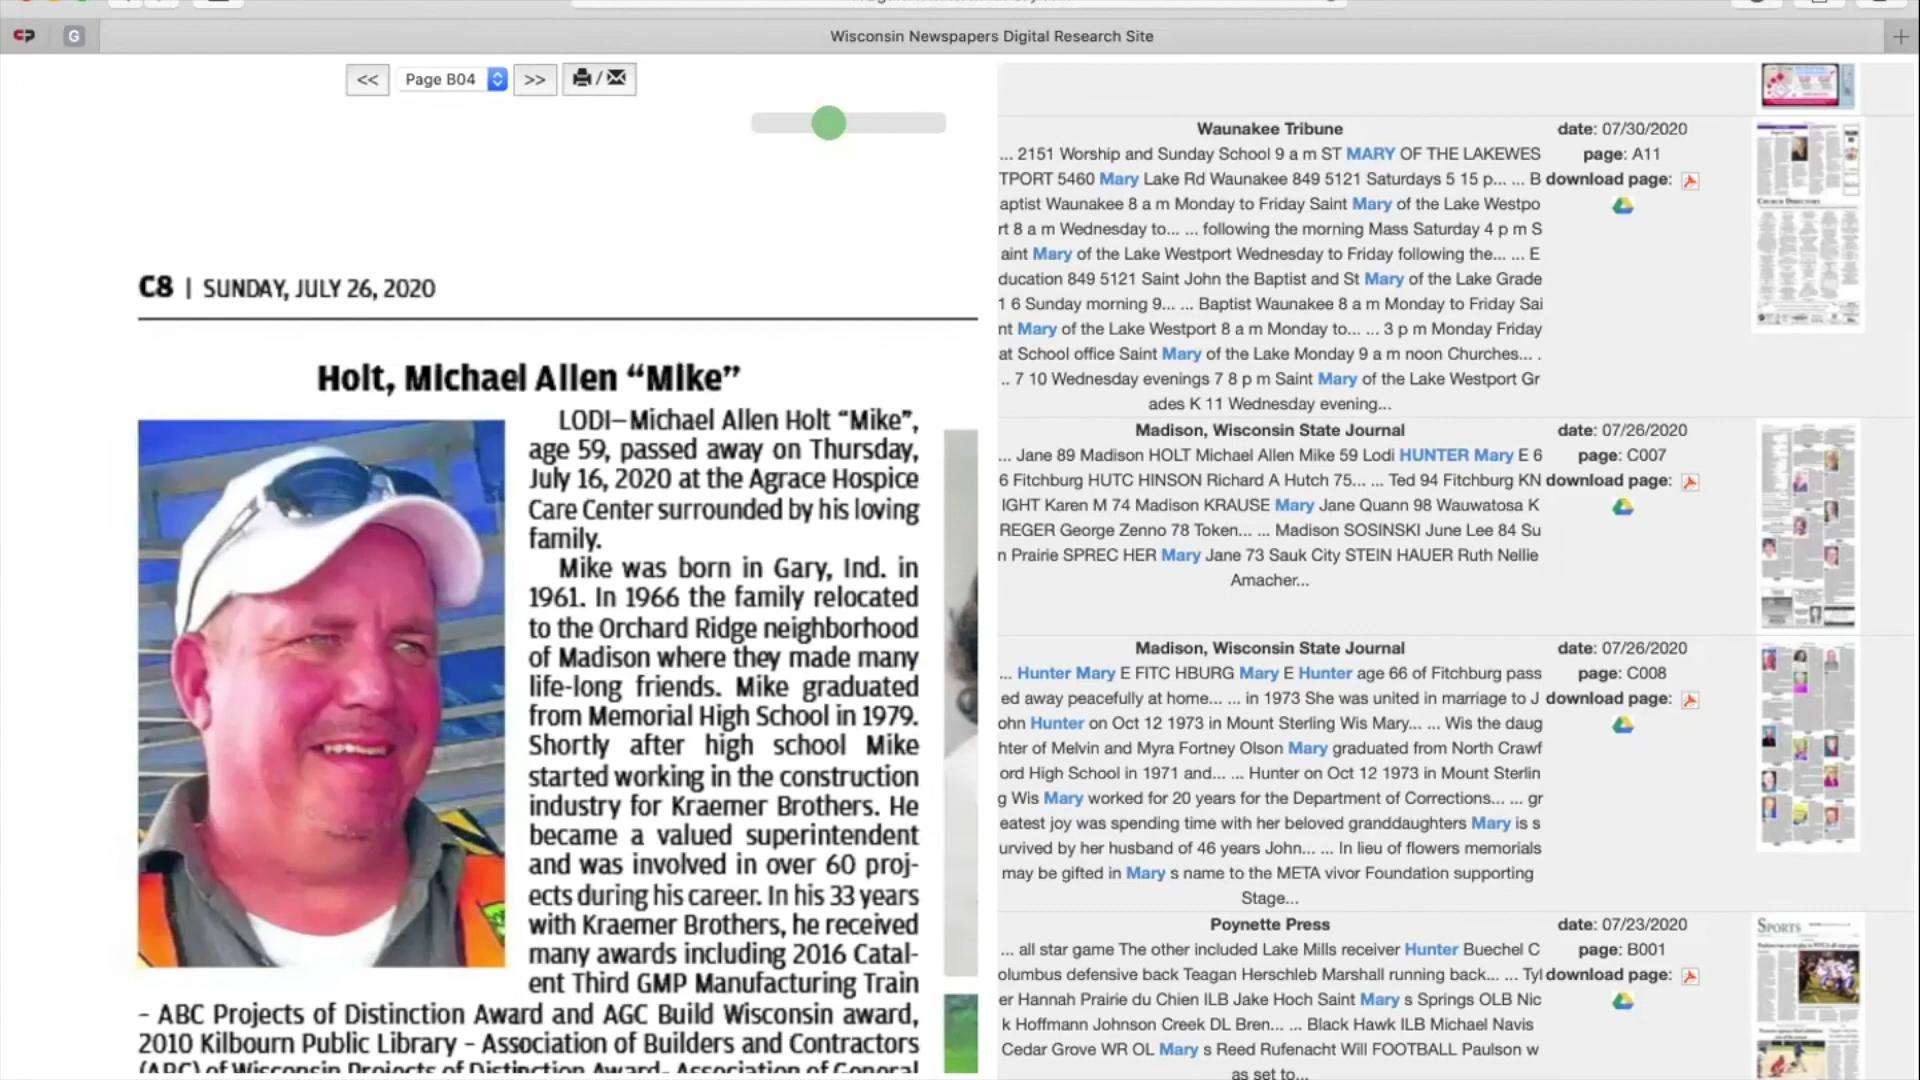 Wisconsin Newspapers Digital Research Site
G
<< Page B04 >> /
C8 | SUNDAY, JULY 26, 2020
Holt, Michael Allen “Mike”
LODI–Michael Allen Holt “Mike”,
age 59, passed away on Thursday,
July 16, 2020 at the Agrace Hospice
Care Center surrounded by his loving
family.
Mike was born in Gary, Ind. in
1961. In 1966 the family relocated
to the Orchard Ridge neighborhood
of Madison where they made many
life-long friends. Mike graduated
from Memorial High School in 1979.
Shortly after high school Mike
started working in the construction
industry for Kraemer Brothers. He
became a valued superintendent
and was involved in over 60 proj-
ects during his career. In his 33 years
with Kraemer Brothers, he received
many awards including 2016 Catal-
ent Third GMP Manufacturing Train
- ABC Projects of Distinction Award and AGC Build Wisconsin award,
2010 Kilbourn Public Library - Association of Builders and Contractors
(ABC) of Wisconsin Projects of Distinction Award- Association of General
Waunakee Tribune
... 2151 Worship and Sunday School 9 a m ST MARY OF THE LAKEWES
TPORT 5460 Mary Lake Rd Waunakee 849 5121 Saturdays 5 15 p... ... B
aptist Waunakee 8 a m Monday to Friday Saint Mary of the Lake Westpo
rt 8 a m Wednesday to... ... following the morning Mass Saturday 4 p m S
aint Mary of the Lake Westport Wednesday to Friday following the... ... E
ducation 849 5121 Saint John the Baptist and St Mary of the Lake Grade
1 6 Sunday morning 9... ... Baptist Waunakee 8 a m Monday to Friday Sai
nt Mary of the Lake Westport 8 a m Monday to... ... 3 p m Monday Friday
at School office Saint Mary of the Lake Monday 9 a m noon Churches... .
.. 7 10 Wednesday evenings 7 8 p m Saint Mary of the Lake Westport Gr
ades K 11 Wednesday evening...
date: 07/30/2020
page: A11
download page:
Madison, Wisconsin State Journal
... Jane 89 Madison HOLT Michael Allen Mike 59 Lodi HUNTER Mary E 6
6 Fitchburg HUTC HINSON Richard A Hutch 75... ... Ted 94 Fitchburg KN
IGHT Karen M 74 Madison KRAUSE Mary Jane Quann 98 Wauwatosa K
REGER George Zenno 78 Token... ... Madison SOSINSKI June Lee 84 Su
n Prairie SPREC HER Mary Jane 73 Sauk City STEIN HAUER Ruth Nellie
Amacher...
date: 07/26/2020
page: C007
download page:
Madison, Wisconsin State Journal
... Hunter Mary E FITC HBURG Mary E Hunter age 66 of Fitchburg pass
ed away peacefully at home... ... in 1973 She was united in marriage to J
ohn Hunter on Oct 12 1973 in Mount Sterling Wis Mary... ... Wis the daug
hter of Melvin and Myra Fortney Olson Mary graduated from North Crawf
ord High School in 1971 and... ... Hunter on Oct 12 1973 in Mount Sterlin
g Wis Mary worked for 20 years for the Department of Corrections... ... gr
eatest joy was spending time with her beloved granddaughters Mary is s
urvived by her husband of 46 years John... ... In lieu of flowers memorials
may be gifted in Mary s name to the META vivor Foundation supporting
Stage...
date: 07/26/2020
page: C008
download page:
Poynette Press
... all star game The other included Lake Mills receiver Hunter Buechel C
olumbus defensive back Teagan Herschleb Marshall running back... ... Tyl
er Hannah Prairie du Chien ILB Jake Hoch Saint Mary s Springs OLB Nic
k Hoffmann Johnson Creek DL Bren... ... Black Hawk ILB Michael Navis
Cedar Grove WR OL Mary s Reed Rufenacht Will FOOTBALL Paulson w
as set to...
date: 07/23/2020
page: B001
download page:
SPORTS